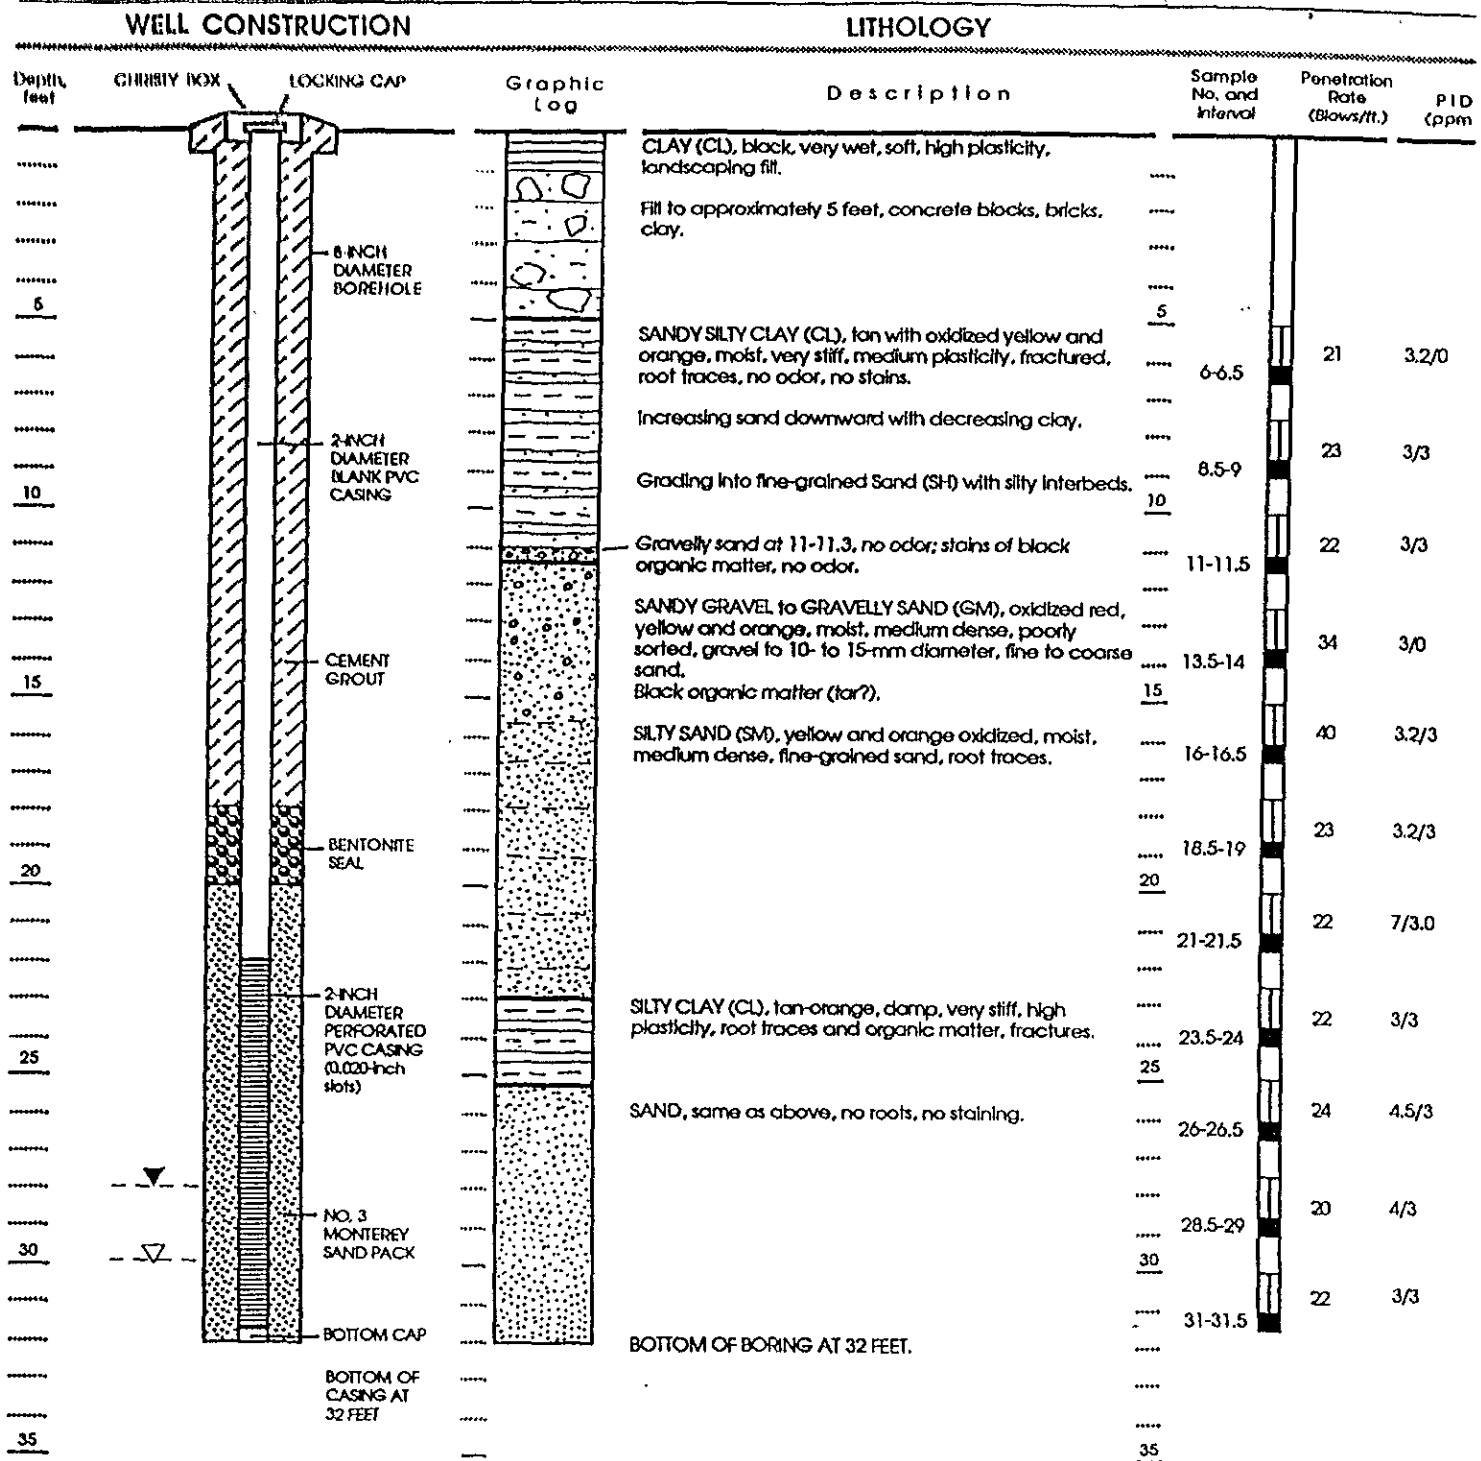 WELL CONSTRUCTION
LITHOLOGY
Depth, feet
CHRISTY BOX
LOCKING CAP
Graphic Log
Description
Sample No. and Interval
Penetration Rate (Blows/ft.)
PID (ppm
CLAY (CL), black, very wet, soft, high plasticity,
landscaping fill.
Fill to approximately 5 feet, concrete blocks, bricks,
clay.
8-INCH
DIAMETER
BOREHOLE
5
5
SANDY SILTY CLAY (CL), tan with oxidized yellow and
orange, moist, very stiff, medium plasticity, fractured,
root traces, no odor, no stains.
6-6.5
21
3.2/0
Increasing sand downward with decreasing clay.
2-INCH
DIAMETER
BLANK PVC
CASING
8.5-9
23
3/3
Grading into fine-grained Sand (SH) with silty interbeds.
10
10
Gravelly sand at 11-11.3, no odor; stains of black
organic matter, no odor.
11-11.5
22
3/3
SANDY GRAVEL to GRAVELLY SAND (GM), oxidized red,
yellow and orange, moist, medium dense, poorly
sorted, gravel to 10- to 15-mm diameter, fine to coarse
sand.
Black organic matter (tar?).
13.5-14
34
3/0
CEMENT
GROUT
15
15
SILTY SAND (SM), yellow and orange oxidized, moist,
medium dense, fine-grained sand, root traces.
16-16.5
40
3.2/3
BENTONITE
SEAL
18.5-19
23
3.2/3
20
20
21-21.5
22
7/3.0
2-INCH
DIAMETER
PERFORATED
PVC CASING
(0.020-inch
slots)
SILTY CLAY (CL), tan-orange, damp, very stiff, high
plasticity, root traces and organic matter, fractures.
23.5-24
22
3/3
25
25
SAND, same as above, no roots, no staining.
26-26.5
24
4.5/3
NO. 3
MONTEREY
SAND PACK
28.5-29
20
4/3
30
30
31-31.5
22
3/3
BOTTOM CAP
BOTTOM OF BORING AT 32 FEET.
BOTTOM OF
CASING AT
32 FEET
35
35